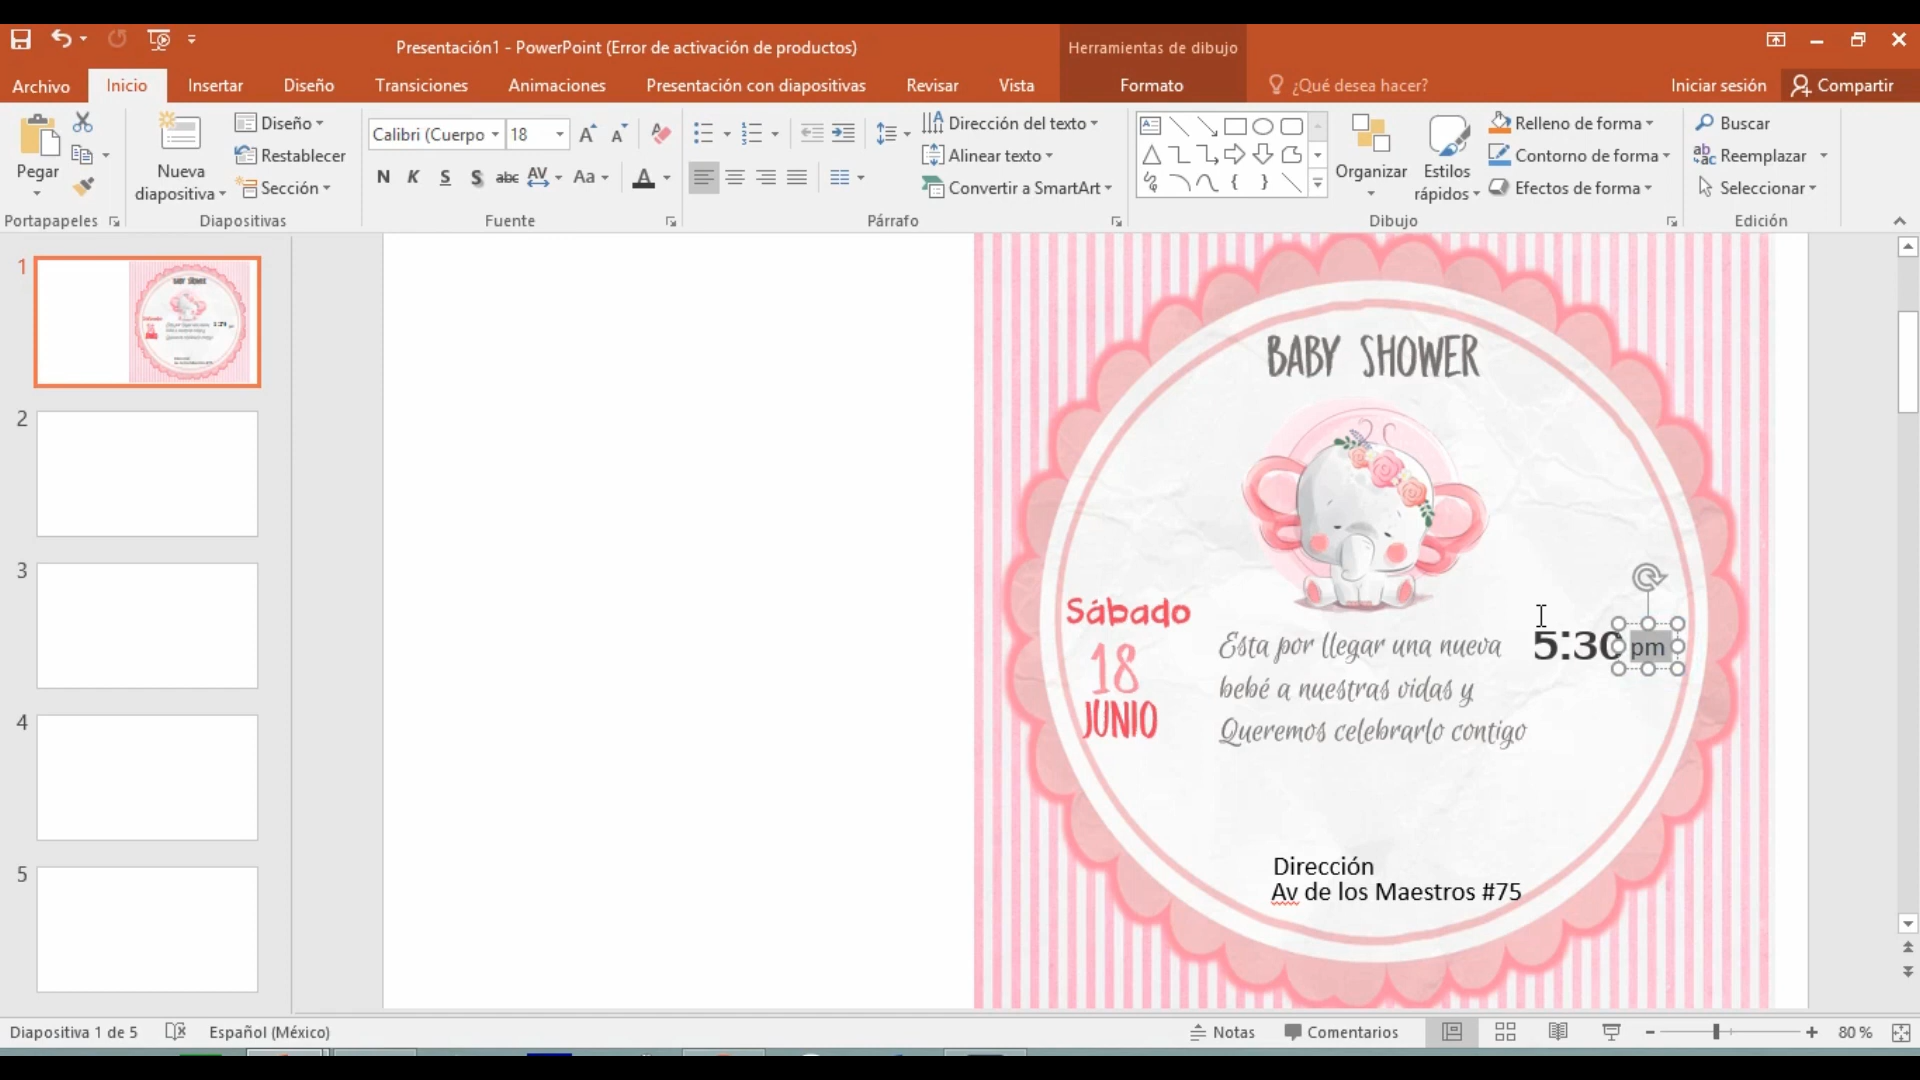 Presentación1 - PowerPoint (Error de activación de productos)
Herramientas de dibujo
Archivo
Inicio
Insertar
Diseño
Transiciones
Animaciones
Presentación con diapositivas
Revisar
Vista
Formato
¿Qué desea hacer?
Iniciar sesión
Compartir
Pegar
Portapapeles
Nueva
diapositiva
Diseño
Restablecer
Sección
Diapositivas
Calibri (Cuerpo
18
N K S S abc AV Aa A
Fuente
Dirección del texto
Alinear texto
Convertir a SmartArt
Párrafo
Organizar
Estilos
rápidos
Relleno de forma
Contorno de forma
Efectos de forma
Dibujo
Buscar
Reemplazar
Seleccionar
Edición
1
2
3
4
5
BABY SHOWER
Sábado
18
JUNIO
Esta por llegar una nueva
bebé a nuestras vidas y
Queremos celebrarlo contigo
5:30 pm
Dirección
Av de los Maestros #75
Diapositiva 1 de 5
Español (México)
Notas
Comentarios
80 %